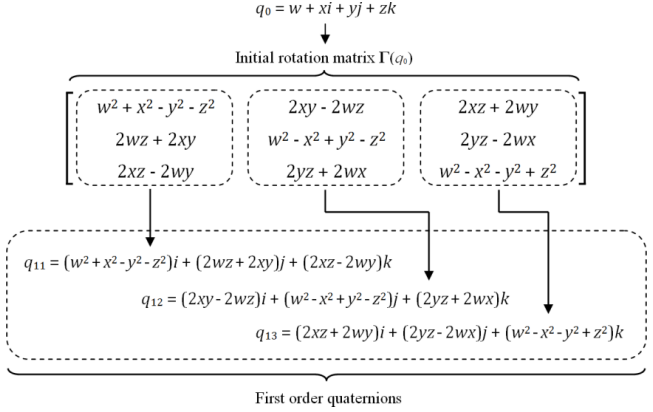 q₀ = w + xi + yj + zk
Initial rotation matrix Γ(q₀)
w² + x² - y² - z² 2xy - 2wz 2xz + 2wy
2wz + 2xy w² - x² + y² - z² 2yz - 2wx
2xz - 2wy 2yz + 2wx w² - x² - y² + z²
q₁₁ = (w² + x² - y² - z²)i + (2wz + 2xy)j + (2xz - 2wy)k
q₁₂ = (2xy - 2wz)i + (w² - x² + y² - z²)j + (2yz + 2wx)k
q₁₃ = (2xz + 2wy)i + (2yz - 2wx)j + (w² - x² - y² + z²)k
First order quaternions